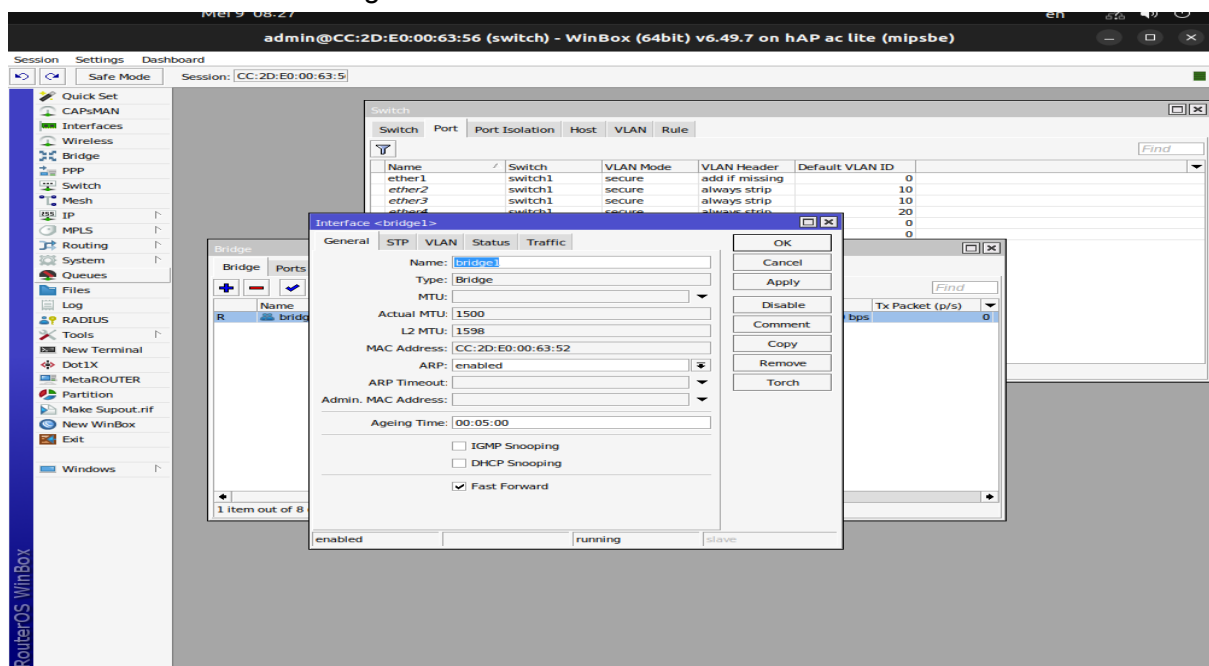 Mei 9 08:27 en
admin@CC:2D:E0:00:63:56 (switch) - WinBox (64bit) v6.49.7 on hAP ac lite (mipsbe)
Session Settings Dashboard
Safe Mode Session: CC:2D:E0:00:63:5
Quick Set
CAPsMAN
Interfaces
Wireless
Bridge
PPP
Switch
Mesh
IP
MPLS
Routing
System
Queues
Files
Log
RADIUS
Tools
New Terminal
Dot1X
MetaROUTER
Partition
Make Supout.rif
New WinBox
Exit
Windows
RouterOS WinBox
Switch
Switch Port Port Isolation Host VLAN Rule
Find
Name Switch VLAN Mode VLAN Header Default VLAN ID
ether1 switch1 secure add if missing 0
ether2 switch1 secure always strip 10
ether3 switch1 secure always strip 10
ether4 switch1 secure always strip 20
0
0
Bridge
Bridge Ports
Find
Name Tx Packet (p/s)
R bridg bps 0
1 item out of 8
Interface <bridge1>
General STP VLAN Status Traffic
Name: bridge1
Type: Bridge
MTU:
Actual MTU: 1500
L2 MTU: 1598
MAC Address: CC:2D:E0:00:63:52
ARP: enabled
ARP Timeout:
Admin. MAC Address:
Ageing Time: 00:05:00
IGMP Snooping
DHCP Snooping
Fast Forward
OK
Cancel
Apply
Disable
Comment
Copy
Remove
Torch
enabled running slave